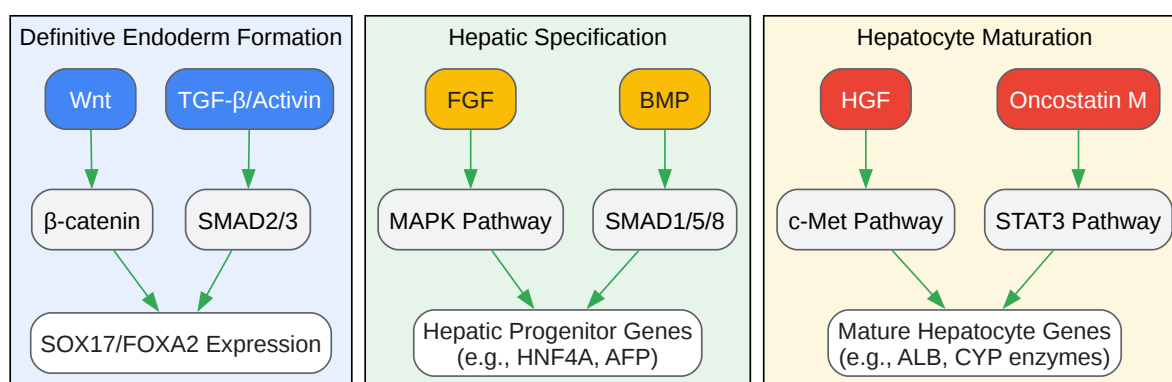 Definitive Endoderm Formation
Wnt
TGF-β/Activin
β-catenin
SMAD2/3
SOX17/FOXA2 Expression
Hepatic Specification
FGF
BMP
MAPK Pathway
SMAD1/5/8
Hepatic Progenitor Genes
(e.g., HNF4A, AFP)
Hepatocyte Maturation
HGF
Oncostatin M
c-Met Pathway
STAT3 Pathway
Mature Hepatocyte Genes
(e.g., ALB, CYP enzymes)